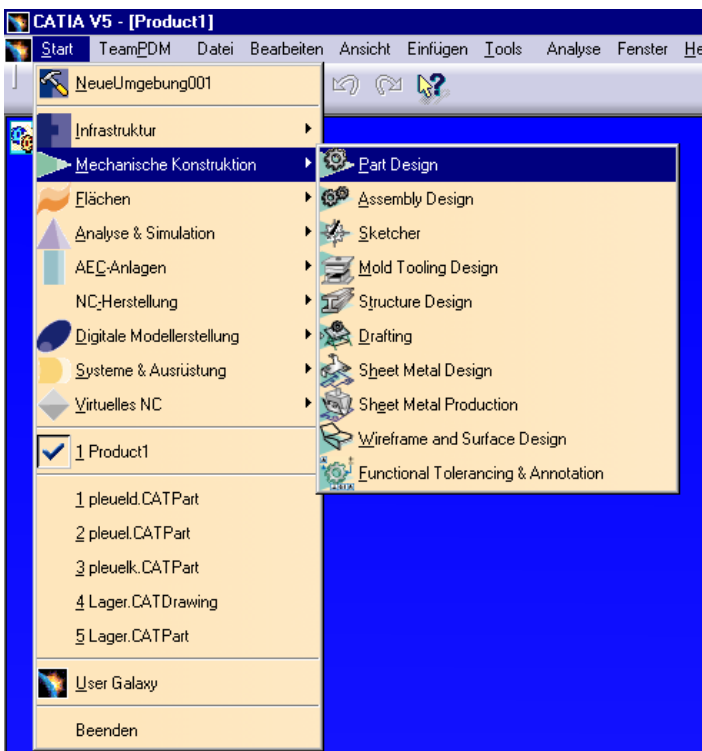 CATIA V5 - [Product1]
Start TeamPDM Datei Bearbeiten Ansicht Einfügen Tools Analyse Fenster He
NeueUmgebung001
Infrastruktur
Mechanische Konstruktion
Flächen
Analyse & Simulation
AEC-Anlagen
NC-Herstellung
Digitale Modellerstellung
Systeme & Ausrüstung
Virtuelles NC
1 Product1
1 pleueld.CATPart
2 pleuel.CATPart
3 pleuelk.CATPart
4 Lager.CATDrawing
5 Lager.CATPart
User Galaxy
Beenden
Part Design
Assembly Design
Sketcher
Mold Tooling Design
Structure Design
Drafting
Sheet Metal Design
Sheet Metal Production
Wireframe and Surface Design
Functional Tolerancing & Annotation